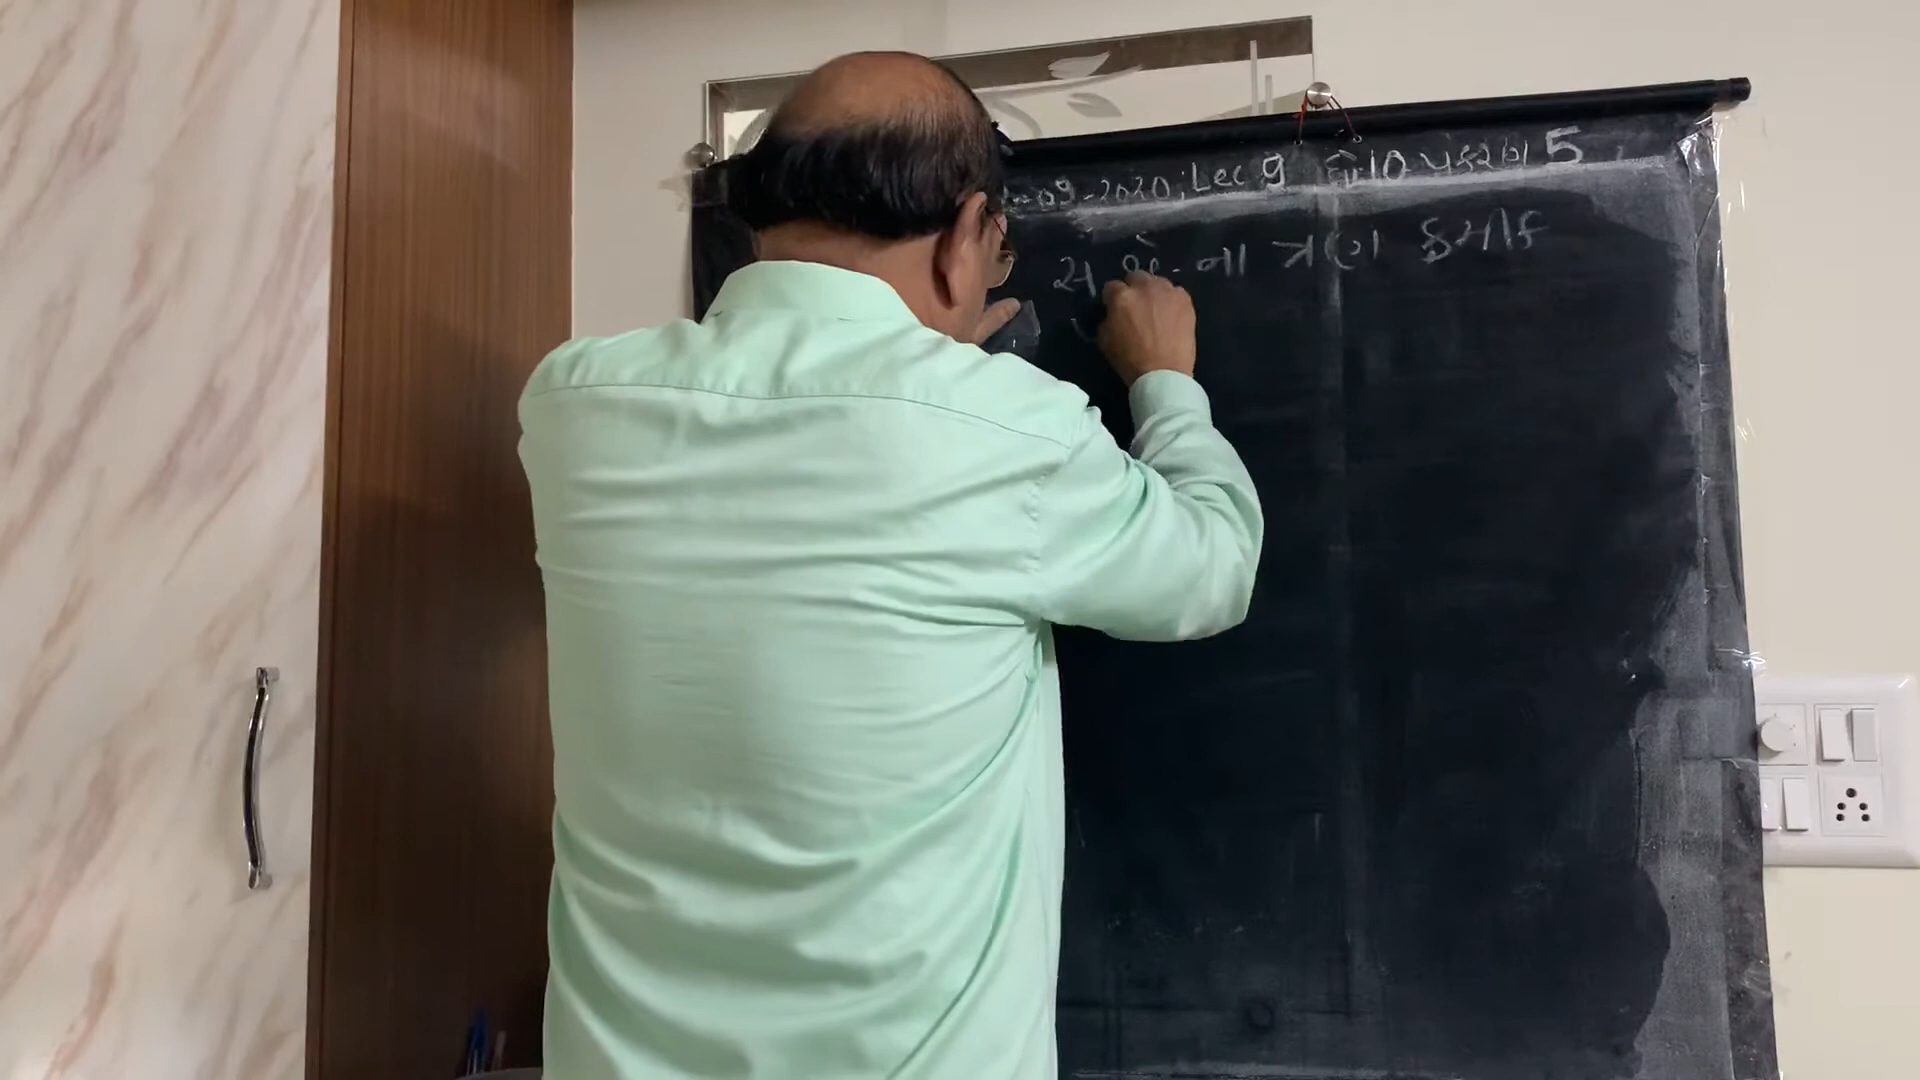 -09-2020; Lec 9 ધો 10 પ્રકરણ 5
સં શ્રે. ના ત્રણ ક્રમીક